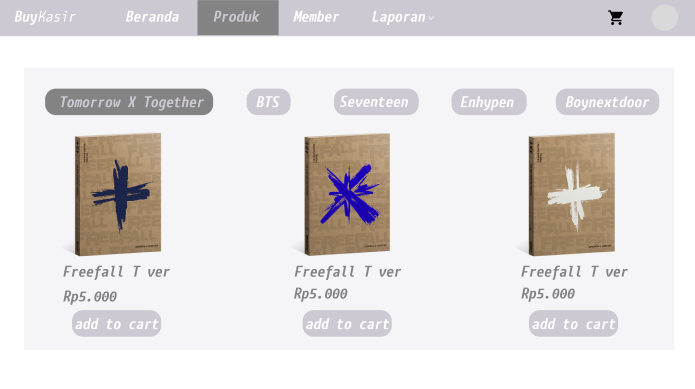 BuyKasir Beranda Produk Member Laporan
Tomorrow X Together BTS Seventeen Enhypen Boynextdoor
Freefall T ver Freefall T ver Freefall T ver
Rp5.000 Rp5.000 Rp5.000
add to cart add to cart add to cart